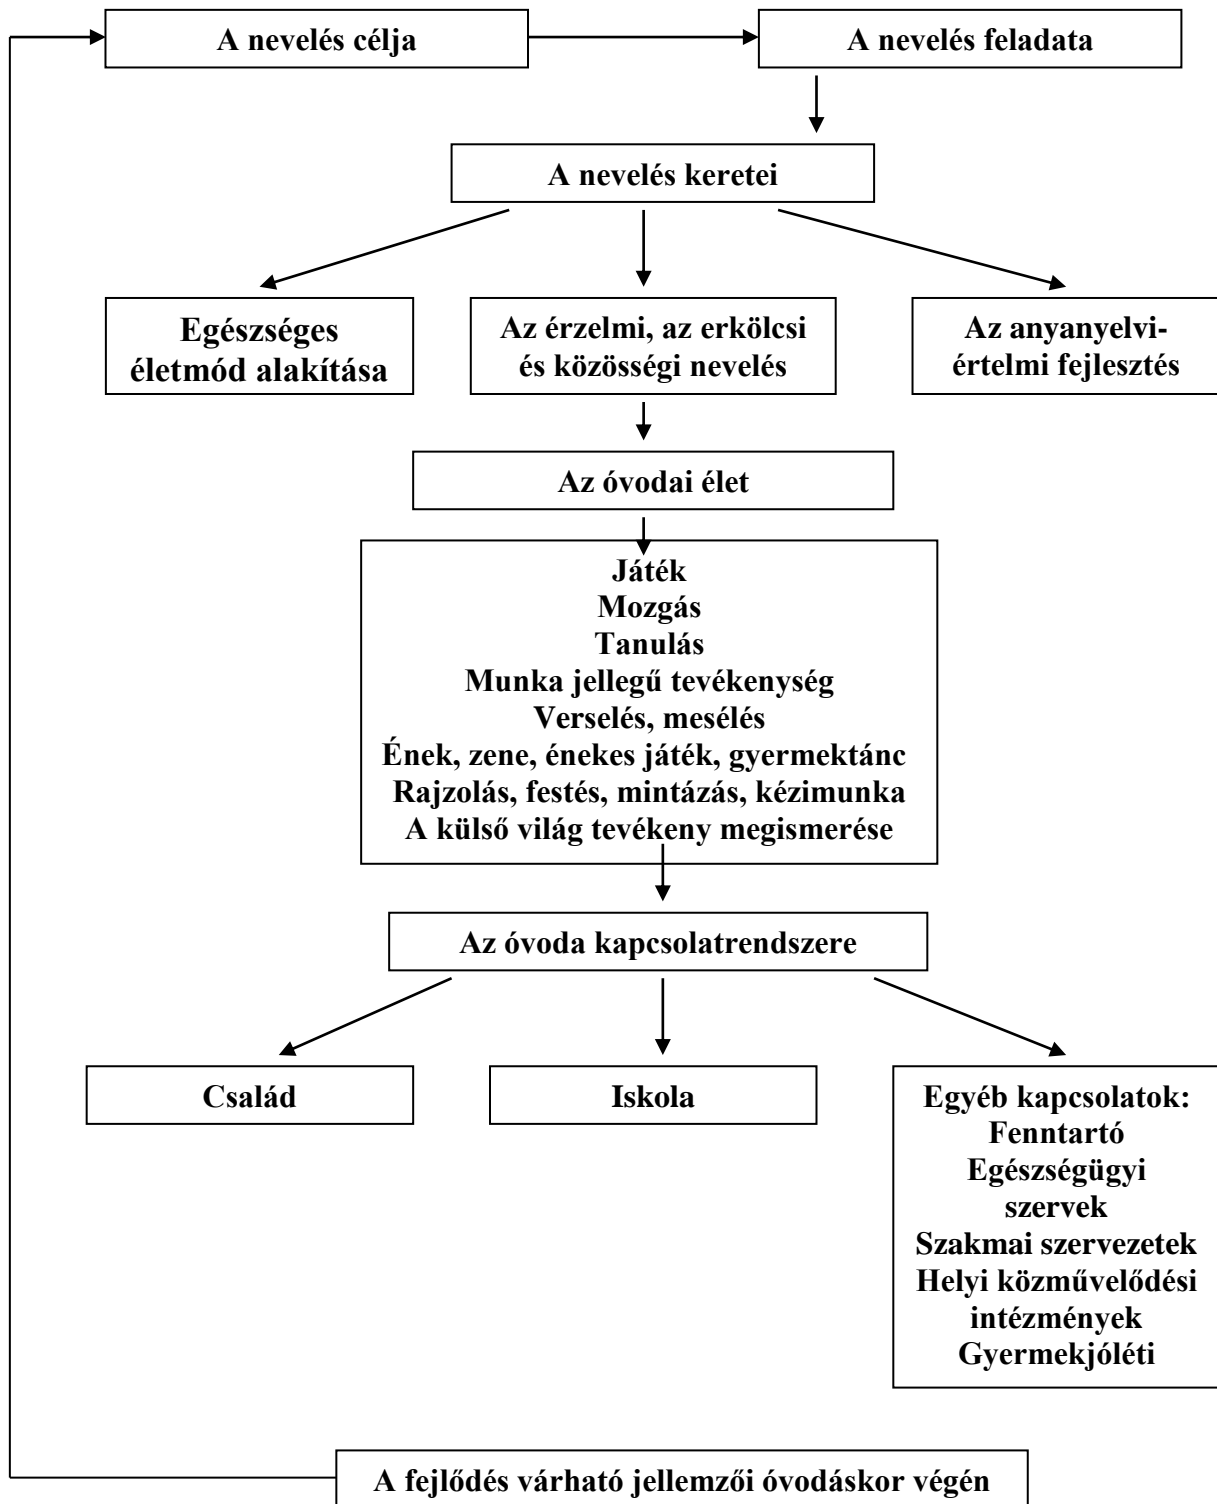 A nevelés célja
A nevelés feladata
A nevelés keretei
Egészséges
életmód alakítása
Az érzelmi, az erkölcsi
és közösségi nevelés
Az anyanyelvi-
értelmi fejlesztés
Az óvodai élet
Játék
Mozgás
Tanulás
Munka jellegű tevékenység
Verselés, mesélés
Ének, zene, énekes játék, gyermektánc
Rajzolás, festés, mintázás, kézimunka
A külső világ tevékeny megismerése
Az óvoda kapcsolatrendszere
Család
Iskola
Egyéb kapcsolatok:
Fenntartó
Egészségügyi
szervek
Szakmai szervezetek
Helyi közművelődési
intézmények
Gyermekjóléti
A fejlődés várható jellemzői óvodáskor végén